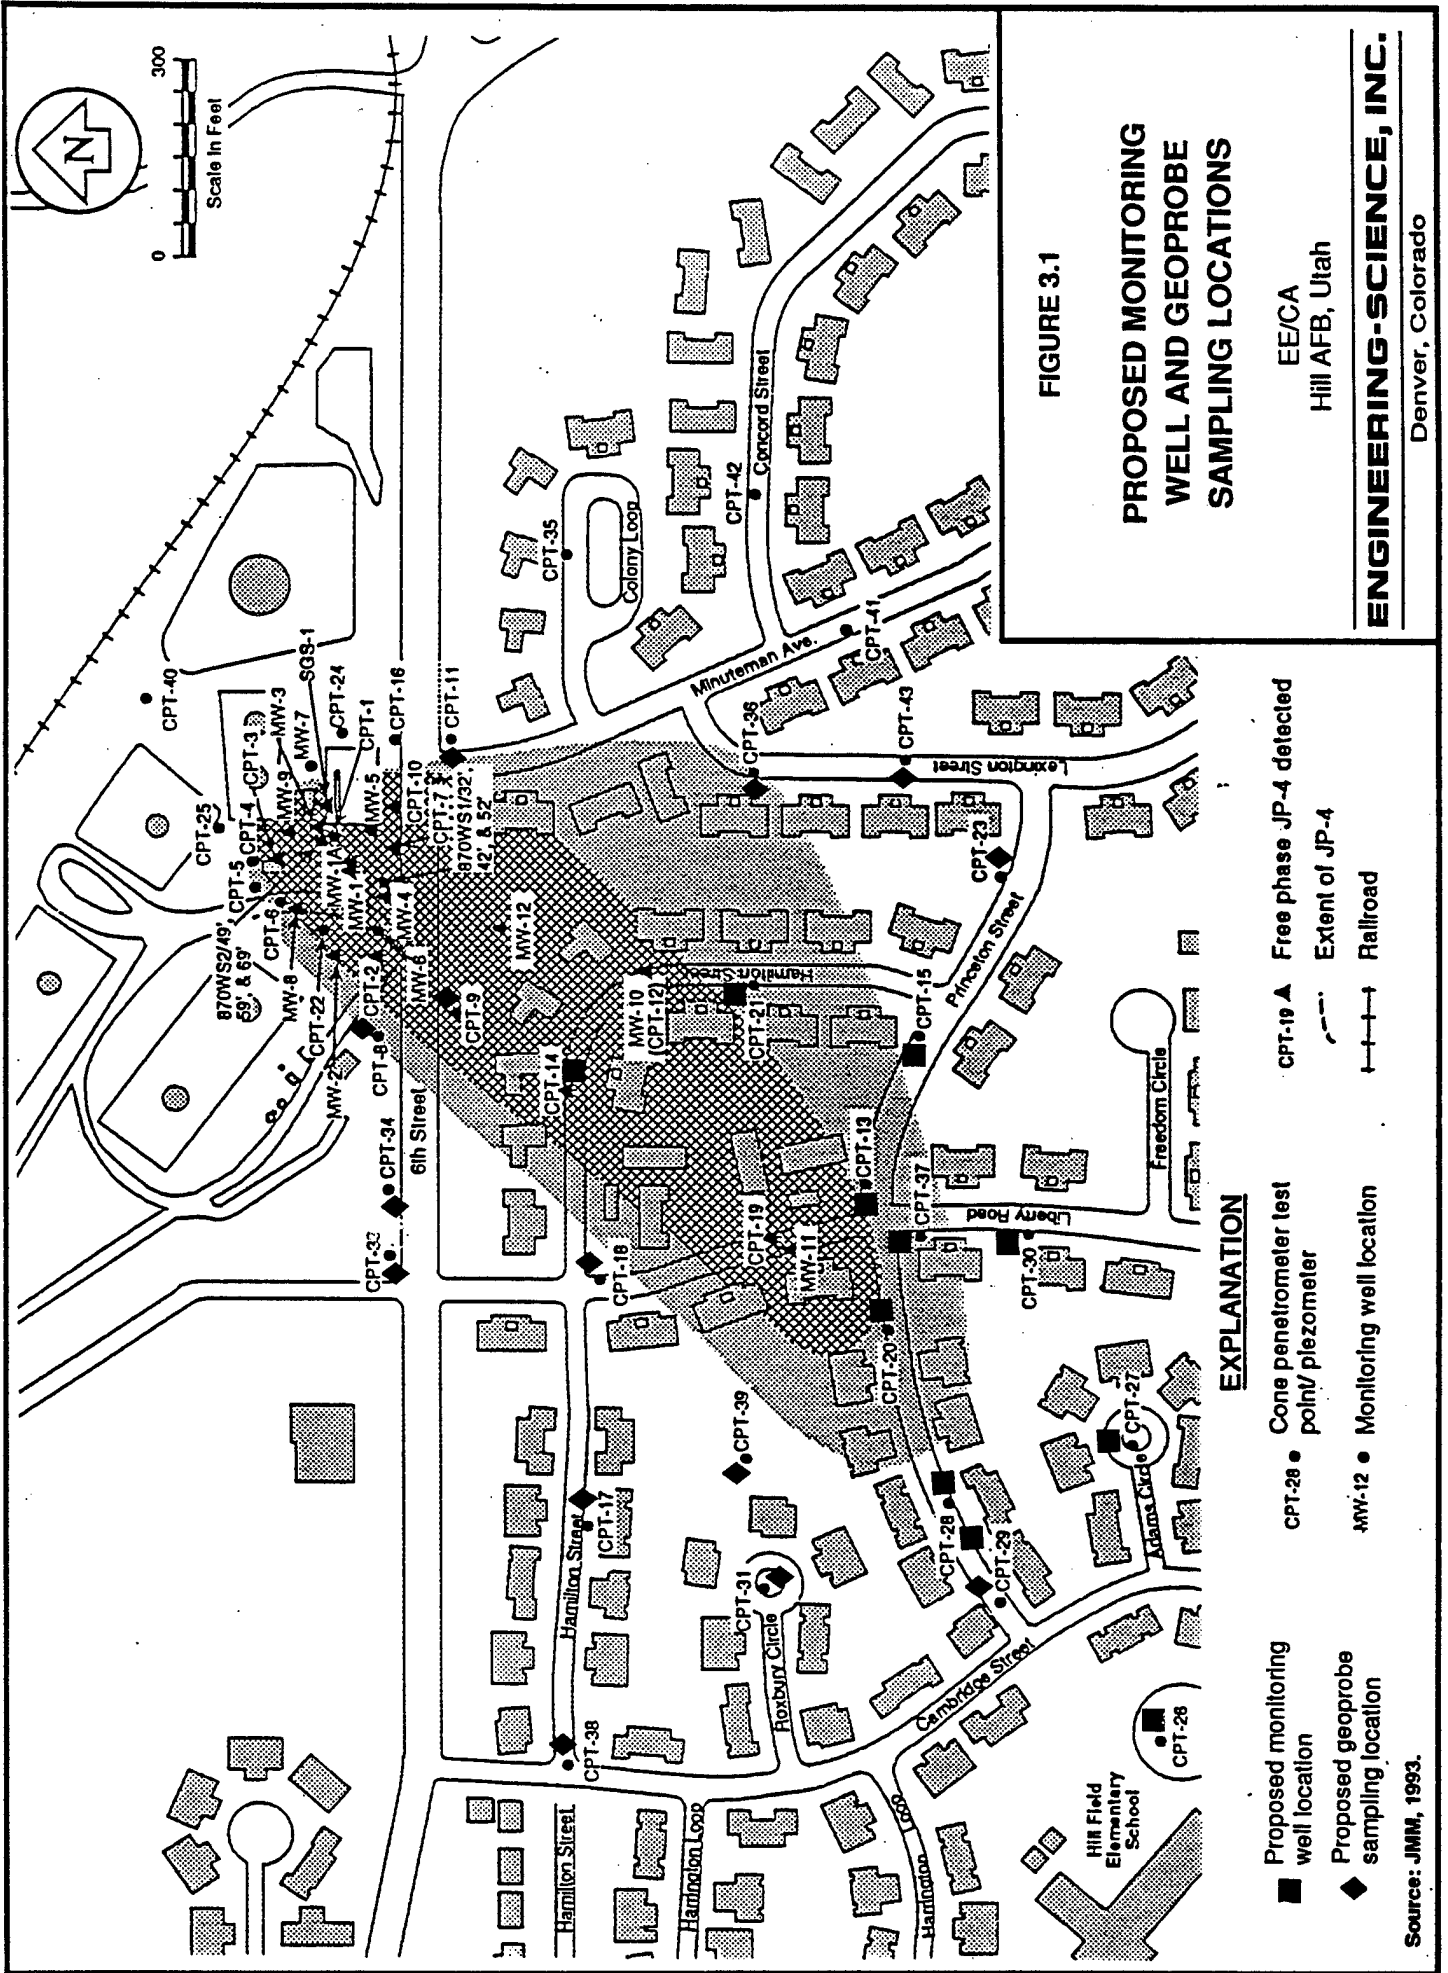 N
0 300
Scale in Feet
CPT-40
CPT-25
CPT-3
MW-3
MW-7
SGS-1
CPT-24
CPT-1
CPT-16
CPT-11
CPT-4
MW-9
MW-5
CPT-10
CPT-7
870WS1/32',
42', & 52'
CPT-5
CPT-6
MW-1A
MW-1
MW-4
MW-12
870WS2/49',
59', & 69'
MW-8
CPT-22
CPT-2
MW-6
CPT-9
MW-2
CPT-8
CPT-34
6th Street
CPT-14
MW-10
(CPT-12)
CPT-21
Hamilton Street
CPT-35
Colony Loop
CPT-42
Concord Street
Minuteman Ave.
CPT-41
CPT-36
CPT-43
Lexington Street
CPT-23
Princeton Street
CPT-15
CPT-13
CPT-37
Liberty Road
Freedom Circle
CPT-30
CPT-18
CPT-19
MW-11
CPT-20
CPT-39
CPT-17
Hamilton Street
CPT-31
Roxbury Circle
CPT-28
CPT-29
CPT-27
Adams Circle
Cambridge Street
CPT-38
Hamilton Street
Harrington Loop
Harrington
Loop
Hill Field
Elementary
School
CPT-26
FIGURE 3.1
PROPOSED MONITORING
WELL AND GEOPROBE
SAMPLING LOCATIONS
EE/CA
Hill AFB, Utah
ENGINEERING-SCIENCE, INC.
Denver, Colorado
EXPLANATION
Proposed monitoring
well location
Proposed geoprobe
sampling location
CPT-28 Cone penetrometer test
point/ piezometer
MW-12 Monitoring well location
CPT-19 Free phase JP-4 detected
Extent of JP-4
Railroad
Source: JMM, 1993.